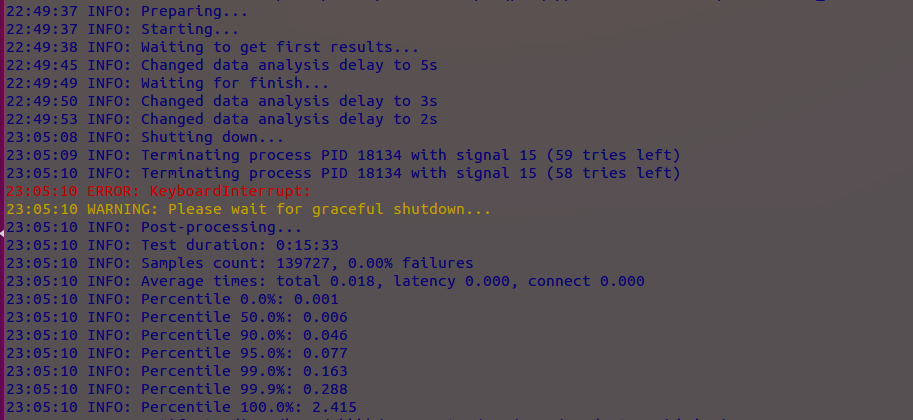 22:49:37 INFO: Preparing...
22:49:37 INFO: Starting...
22:49:38 INFO: Waiting to get first results...
22:49:45 INFO: Changed data analysis delay to 5s
22:49:49 INFO: Waiting for finish...
22:49:50 INFO: Changed data analysis delay to 3s
22:49:53 INFO: Changed data analysis delay to 2s
23:05:08 INFO: Shutting down...
23:05:09 INFO: Terminating process PID 18134 with signal 15 (59 tries left)
23:05:10 INFO: Terminating process PID 18134 with signal 15 (58 tries left)
23:05:10 ERROR: KeyboardInterrupt:
23:05:10 WARNING: Please wait for graceful shutdown...
23:05:10 INFO: Post-processing...
23:05:10 INFO: Test duration: 0:15:33
23:05:10 INFO: Samples count: 139727, 0.00% failures
23:05:10 INFO: Average times: total 0.018, latency 0.000, connect 0.000
23:05:10 INFO: Percentile 0.0%: 0.001
23:05:10 INFO: Percentile 50.0%: 0.006
23:05:10 INFO: Percentile 90.0%: 0.046
23:05:10 INFO: Percentile 95.0%: 0.077
23:05:10 INFO: Percentile 99.0%: 0.163
23:05:10 INFO: Percentile 99.9%: 0.288
23:05:10 INFO: Percentile 100.0%: 2.415